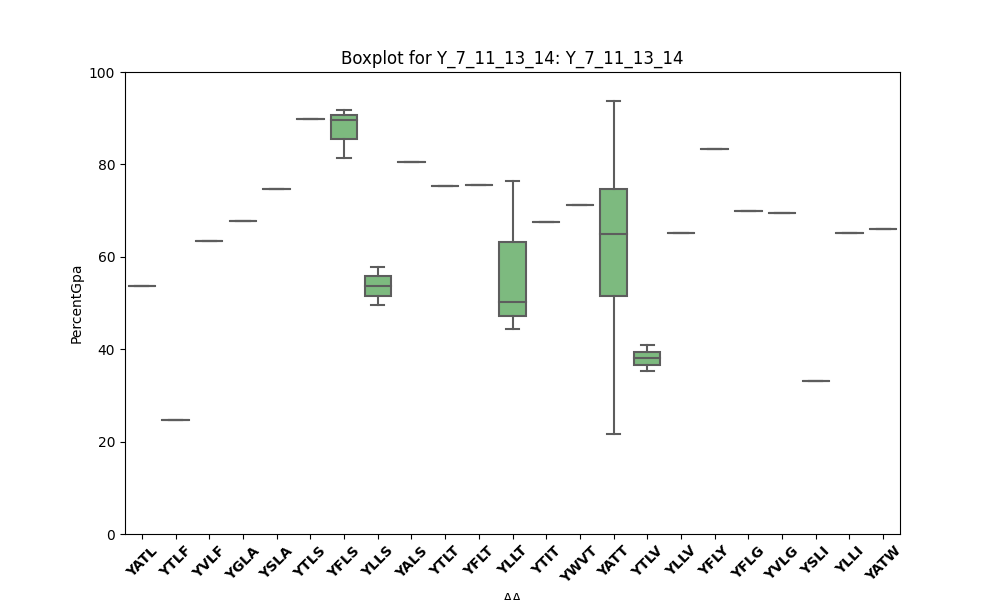 Boxplot for Y_7_11_13_14: Y_7_11_13_14
100
80
60
40
20
0
PercentGpa
YATL YTLF YVLF YGLA YSLA YTLS YFLS YLLS YALS YTLT YFLT YLLT YTIT YWVT YATT YTLV YLLV YFLY YFLG YVLG YSLI YLLI YATW
AA